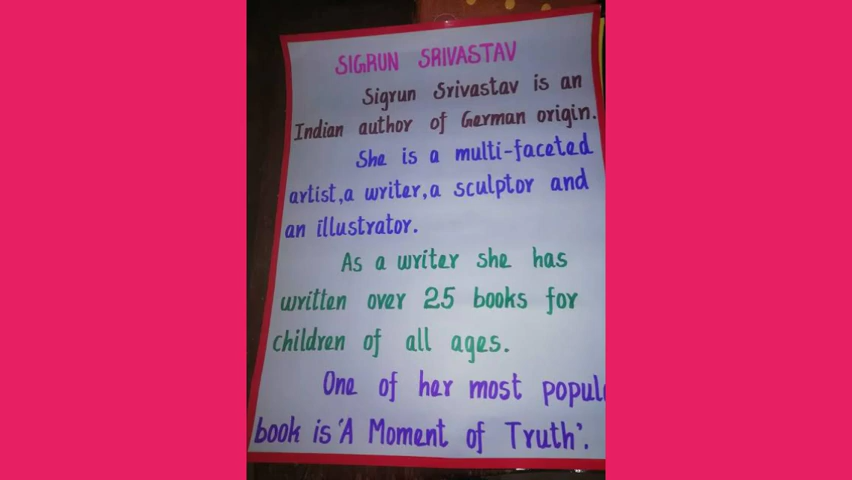 SIGRUN SRIVASTAV
Sigrun Srivastav is an
Indian author of German origin.
She is a multi-faceted
artist,a writer,a sculptor and
an illustrator.
As a writer she has
written over 25 books for
children of all ages.
One of her most popul
book is 'A Moment of Truth'.